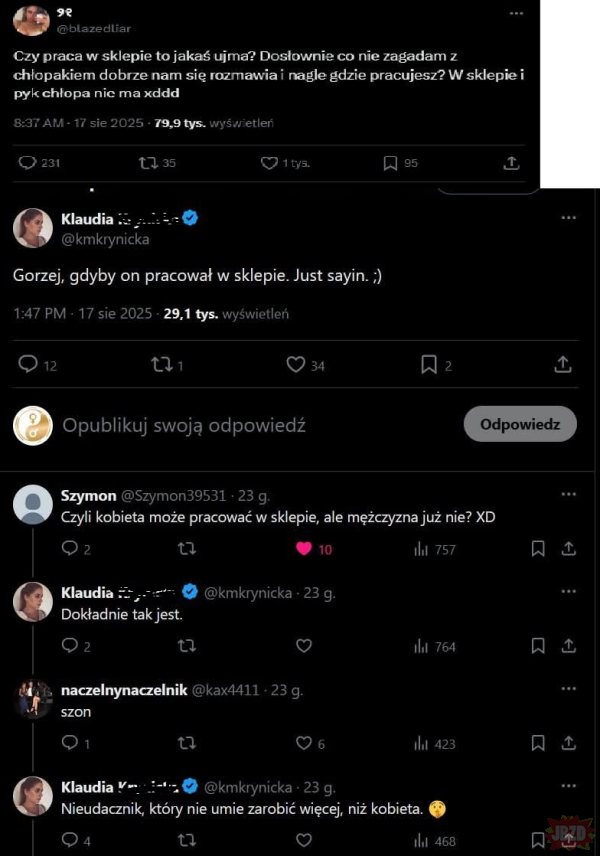 ୨୧
@blazedliar
Czy praca w sklepie to jakaś ujma? Dosłownie co nie zagadam z
chłopakiem dobrze nam się rozmawia i nagle gdzie pracujesz? W sklepie i
pyk chłopa nie ma xddd
8:37 AM · 17 sie 2025 · 79,9 tys. wyświetleń
231 35 1 tys. 95
Klaudia
@kmkrynicka
Gorzej, gdyby on pracował w sklepie. Just sayin. ;)
1:47 PM · 17 sie 2025 · 29,1 tys. wyświetleń
12 1 34 2
Opublikuj swoją odpowiedź
Odpowiedz
Szymon @Szymon39531 · 23 g.
Czyli kobieta może pracować w sklepie, ale mężczyzna już nie? XD
2 10 757
Klaudia @kmkrynicka · 23 g.
Dokładnie tak jest.
2 764
naczelnynaczelnik @kax4411 · 23 g.
szon
1 6 423
Klaudia @kmkrynicka · 23 g.
Nieudacznik, który nie umie zarobić więcej, niż kobieta. 🤫
4 468
JBZD